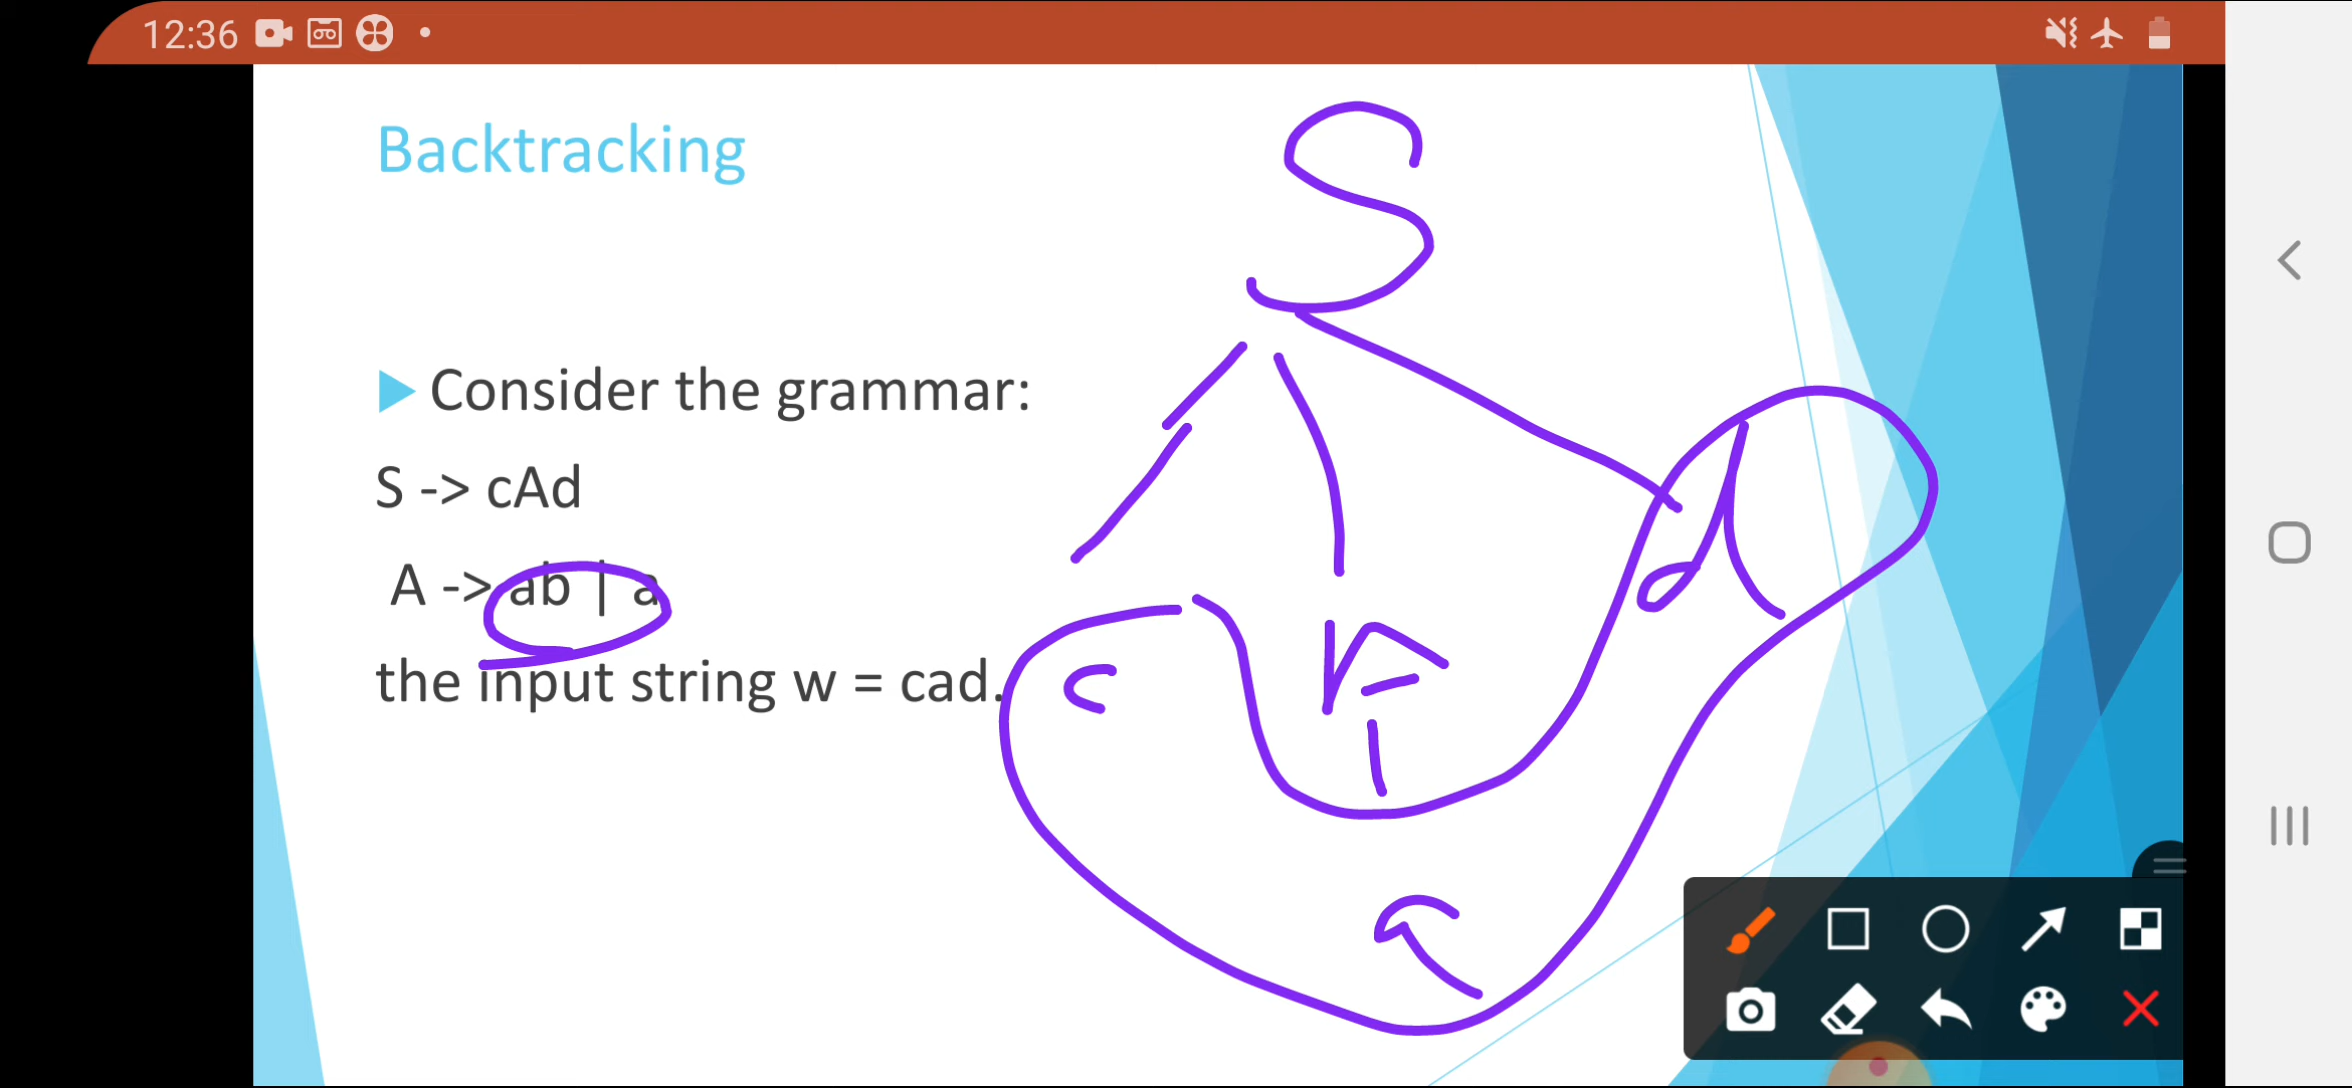 12:36
Backtracking
S
Consider the grammar:
S -> cAd
d
A -> ab | a
c A
the input string w = cad.
a